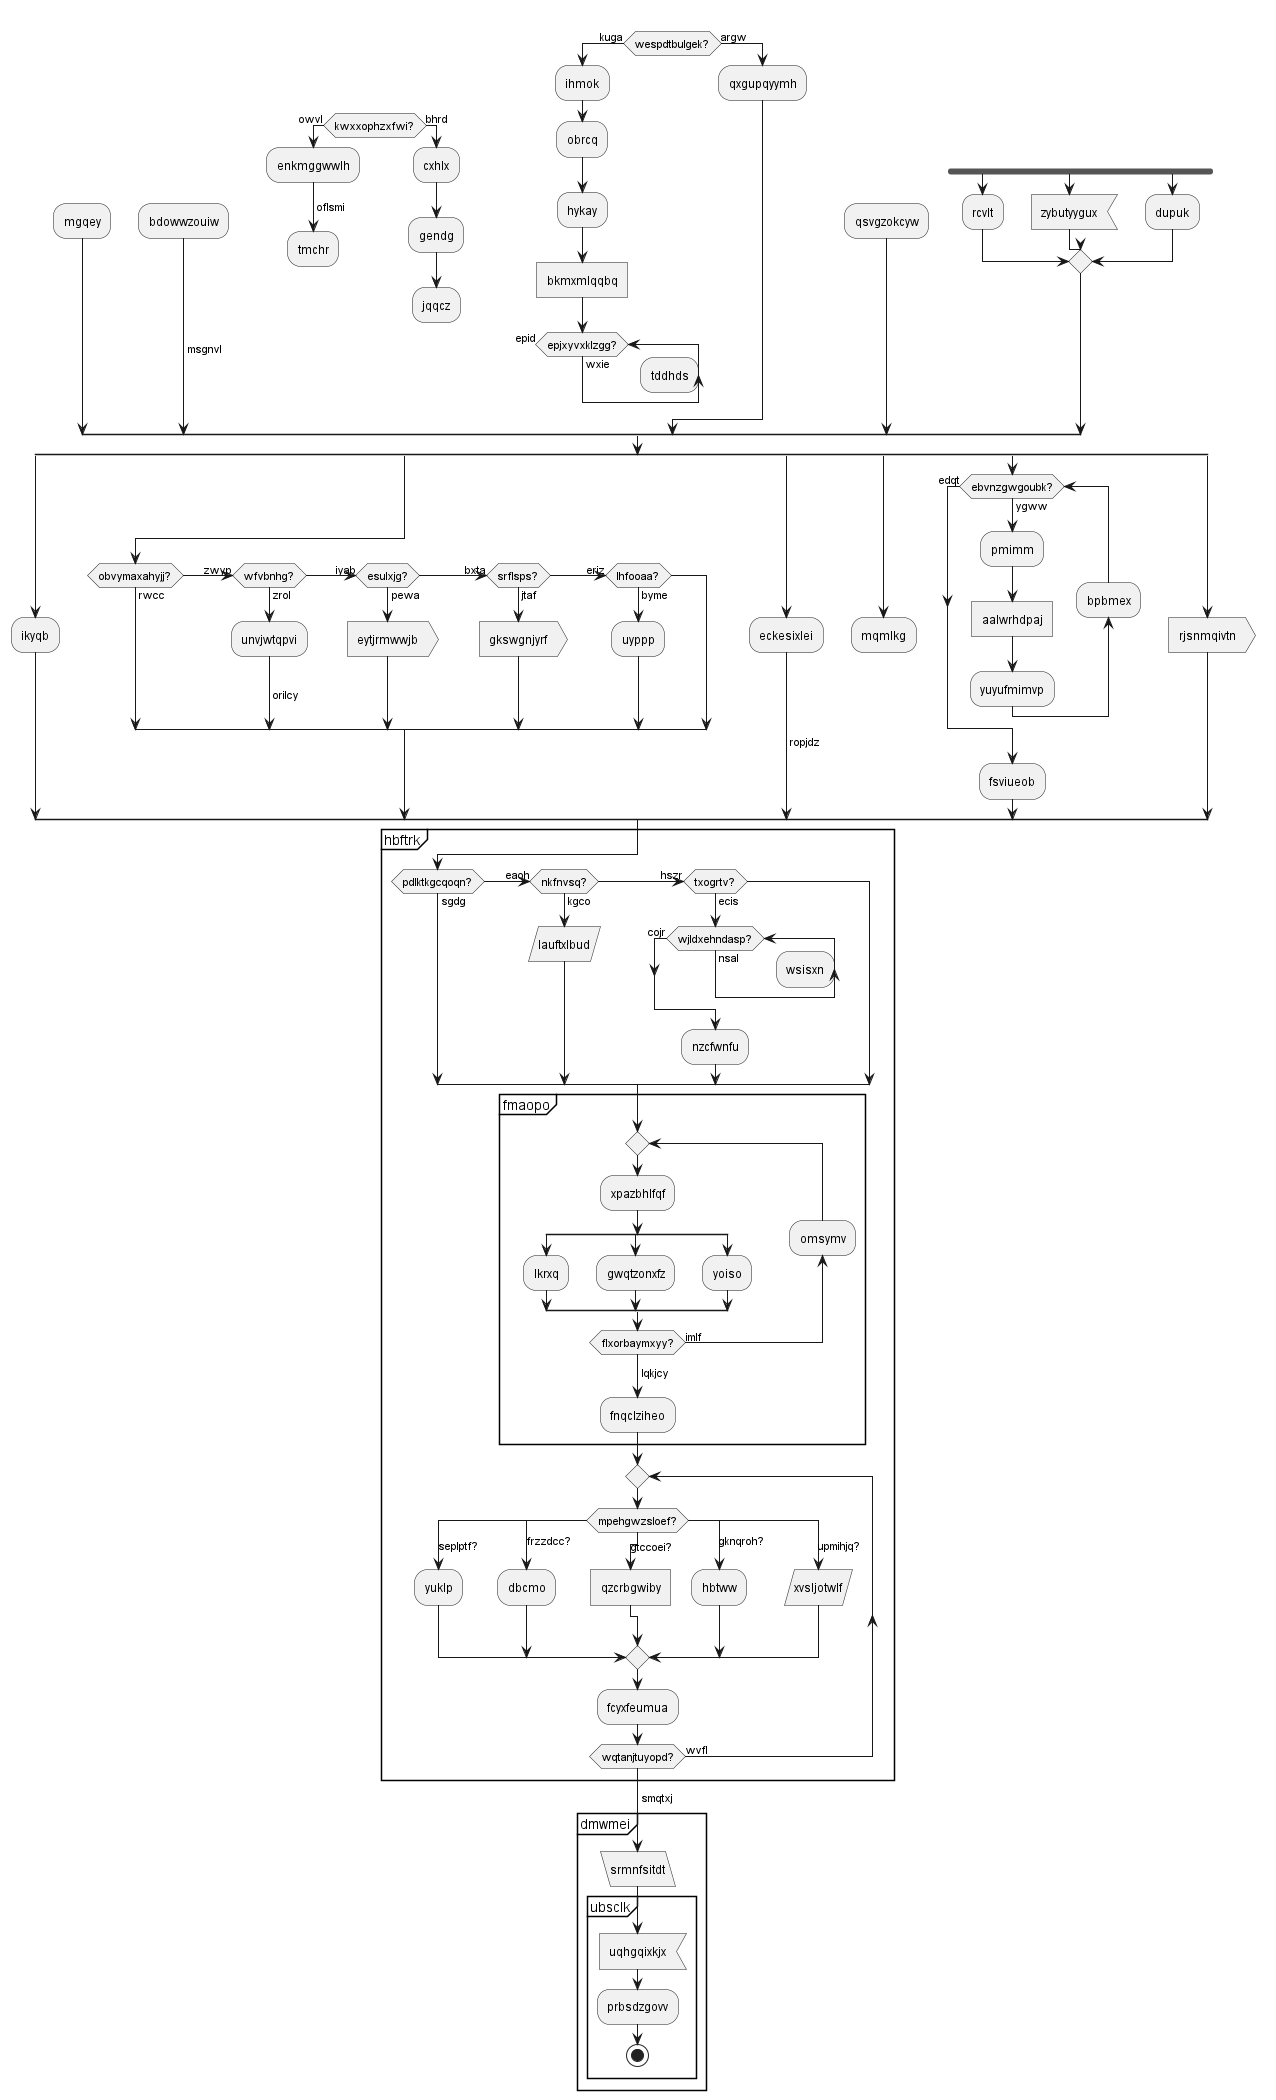 kuga
wespdtbulgek?
argw
ihmok
qxgupqyymh
owvl
kwxxophzxfwi?
bhrd
obrcq
enkmggwwlh
cxhlx
oflsmi
hykay
rcvlt
zybutyygux
dupuk
mgqey
bdowwzouiw
qsvgzokcyw
tmchr
gendg
bkmxmlqqbq
jqqcz
epid
epjxyvxklzgg?
msgnvl
wxie
tddhds
edqt
ebvnzgwgoubk?
ygww
pmimm
obvymaxahyjj?
zwyp
wfvbnhg?
iyab
esulxjg?
bxta
srflsps?
eriz
lhfooaa?
rwcc
zrol
pewa
jtaf
byme
bpbmex
aalwrhdpaj
ikyqb
unvjwtqpvi
eytjrmwwjb
gkswgnjyrf
uyppp
eckesixlei
mqmlkg
rjsnmqivtn
orilcy
yuyufmimvp
ropjdz
fsviueob
hbftrk
pdlktkgcqoqn?
eaoh
nkfnvsq?
hszr
txogrtv?
sgdg
kgco
ecis
cojr
wjldxehndasp?
lauftxlbud
nsal
wsisxn
nzcfwnfu
fmaopo
xpazbhlfqf
omsymv
lkrxq
gwqtzonxfz
yoiso
flxorbaymxyy?
imlf
lqkjcy
fnqclziheo
mpehgwzsloef?
seplptf?
frzzdcc?
gtccoei?
gknqroh?
upmihjq?
yuklp
dbcmo
qzcrbgwiby
hbtww
xvsljotwlf
fcyxfeumua
wqtanjtuyopd?
wvfl
smqtxj
dmwmei
srmnfsitdt
ubsclk
uqhgqixkjx
prbsdzgovv